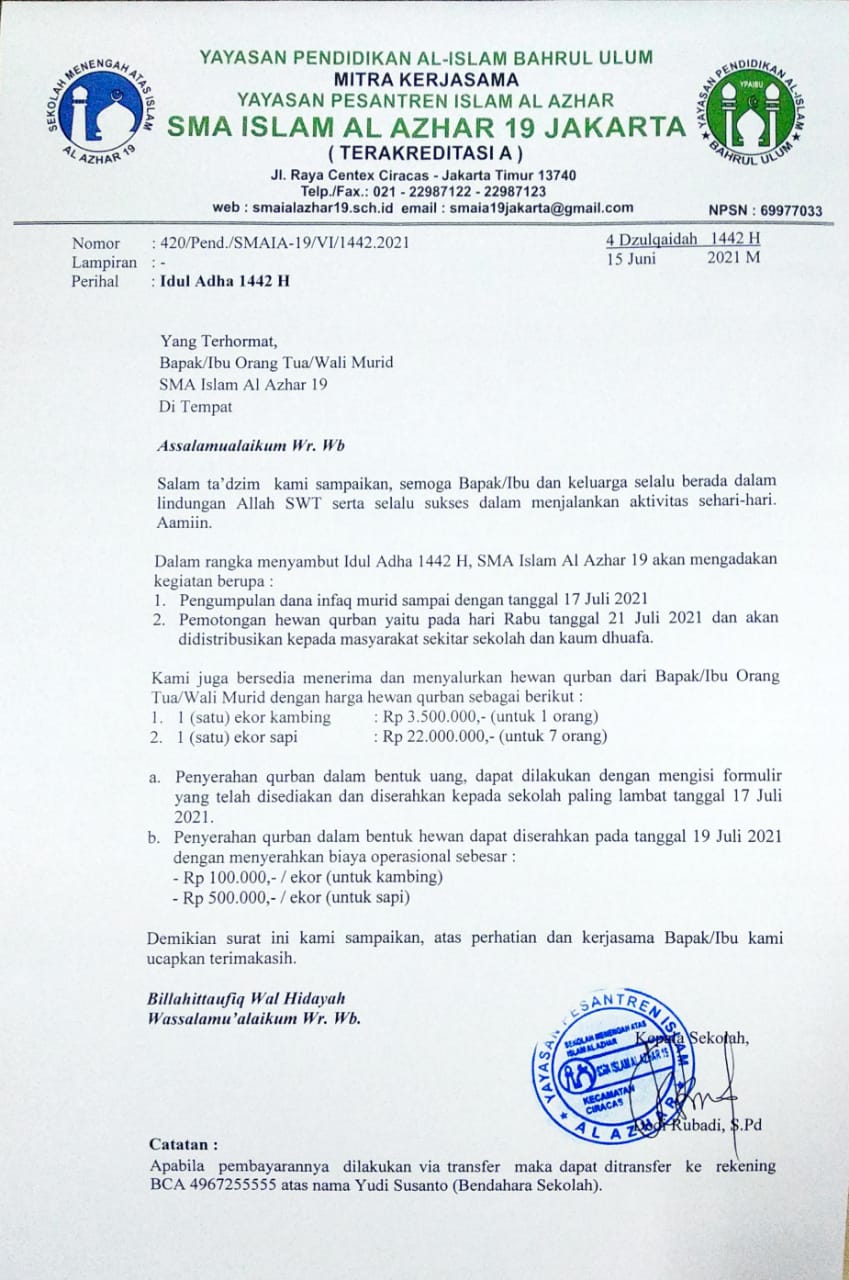 YAYASAN PENDIDIKAN AL-ISLAM BAHRUL ULUM
MITRA KERJASAMA
YAYASAN PESANTREN ISLAM AL AZHAR
SMA ISLAM AL AZHAR 19 JAKARTA
( TERAKREDITASI A )
Jl. Raya Centex Ciracas - Jakarta Timur 13740
Telp./Fax.: 021 - 22987122 - 22987123
web : smaialazhar19.sch.id email : smaia19jakarta@gmail.com
NPSN : 69977033
SEKOLAH MENENGAH ATAS ISLAM
AL AZHAR 19
YAYASAN PENDIDIKAN AL-ISLAM
YPAIBU
BAHRUL ULUM
Nomor : 420/Pend./SMAIA-19/VI/1442.2021
4 Dzulqaidah 1442 H
Lampiran : -
15 Juni 2021 M
Perihal : Idul Adha 1442 H
Yang Terhormat,
Bapak/Ibu Orang Tua/Wali Murid
SMA Islam Al Azhar 19
Di Tempat
Assalamualaikum Wr. Wb
Salam ta’dzim kami sampaikan, semoga Bapak/Ibu dan keluarga selalu berada dalam
lindungan Allah SWT serta selalu sukses dalam menjalankan aktivitas sehari-hari.
Aamiin.
Dalam rangka menyambut Idul Adha 1442 H, SMA Islam Al Azhar 19 akan mengadakan
kegiatan berupa :
1. Pengumpulan dana infaq murid sampai dengan tanggal 17 Juli 2021
2. Pemotongan hewan qurban yaitu pada hari Rabu tanggal 21 Juli 2021 dan akan
didistribusikan kepada masyarakat sekitar sekolah dan kaum dhuafa.
Kami juga bersedia menerima dan menyalurkan hewan qurban dari Bapak/Ibu Orang
Tua/Wali Murid dengan harga hewan qurban sebagai berikut :
1. 1 (satu) ekor kambing : Rp 3.500.000,- (untuk 1 orang)
2. 1 (satu) ekor sapi : Rp 22.000.000,- (untuk 7 orang)
a. Penyerahan qurban dalam bentuk uang, dapat dilakukan dengan mengisi formulir
yang telah disediakan dan diserahkan kepada sekolah paling lambat tanggal 17 Juli
2021.
b. Penyerahan qurban dalam bentuk hewan dapat diserahkan pada tanggal 19 Juli 2021
dengan menyerahkan biaya operasional sebesar :
- Rp 100.000,- / ekor (untuk kambing)
- Rp 500.000,- / ekor (untuk sapi)
Demikian surat ini kami sampaikan, atas perhatian dan kerjasama Bapak/Ibu kami
ucapkan terimakasih.
Billahittaufiq Wal Hidayah
Wassalamu’alaikum Wr. Wb.
Kepala Sekolah,
YAYASAN PESANTREN ISLAM
SEKOLAH MENENGAH ATAS
ISLAM AL AZHAR
SMA ISLAM AL AZHAR 19
KECAMATAN
CIRACAS
AL AZHAR
Rubadi, S.Pd
Catatan :
Apabila pembayarannya dilakukan via transfer maka dapat ditransfer ke rekening
BCA 4967255555 atas nama Yudi Susanto (Bendahara Sekolah).